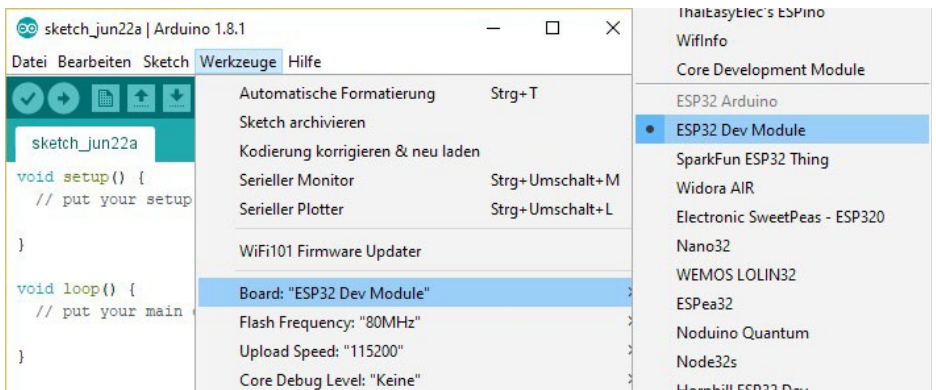 sketch_jun22a | Arduino 1.8.1
Datei Bearbeiten Sketch Werkzeuge Hilfe
sketch_jun22a
void setup() {
// put your setup
}
void loop() {
// put your main
}
Automatische Formatierung Strg+T
Sketch archivieren
Kodierung korrigieren & neu laden
Serieller Monitor Strg+Umschalt+M
Serieller Plotter Strg+Umschalt+L
WiFi101 Firmware Updater
Board: "ESP32 Dev Module"
Flash Frequency: "80MHz"
Upload Speed: "115200"
Core Debug Level: "Keine"
ThaiEasyElec's ESPino
WifInfo
Core Development Module
ESP32 Arduino
ESP32 Dev Module
SparkFun ESP32 Thing
Widora AIR
Electronic SweetPeas - ESP320
Nano32
WEMOS LOLIN32
ESPea32
Noduino Quantum
Node32s
Hornbill ESP32 Dev